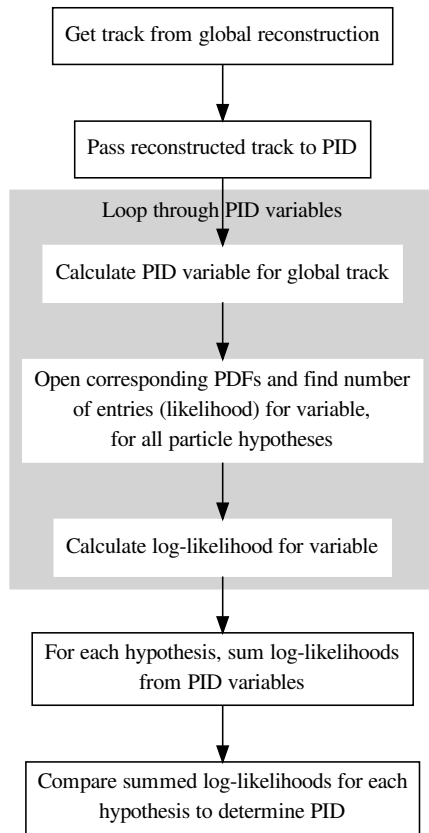 Get track from global reconstruction
Pass reconstructed track to PID
Loop through PID variables
Calculate PID variable for global track
Open corresponding PDFs and find number
of entries (likelihood) for variable,
for all particle hypotheses
Calculate log-likelihood for variable
For each hypothesis, sum log-likelihoods
from PID variables
Compare summed log-likelihoods for each
hypothesis to determine PID